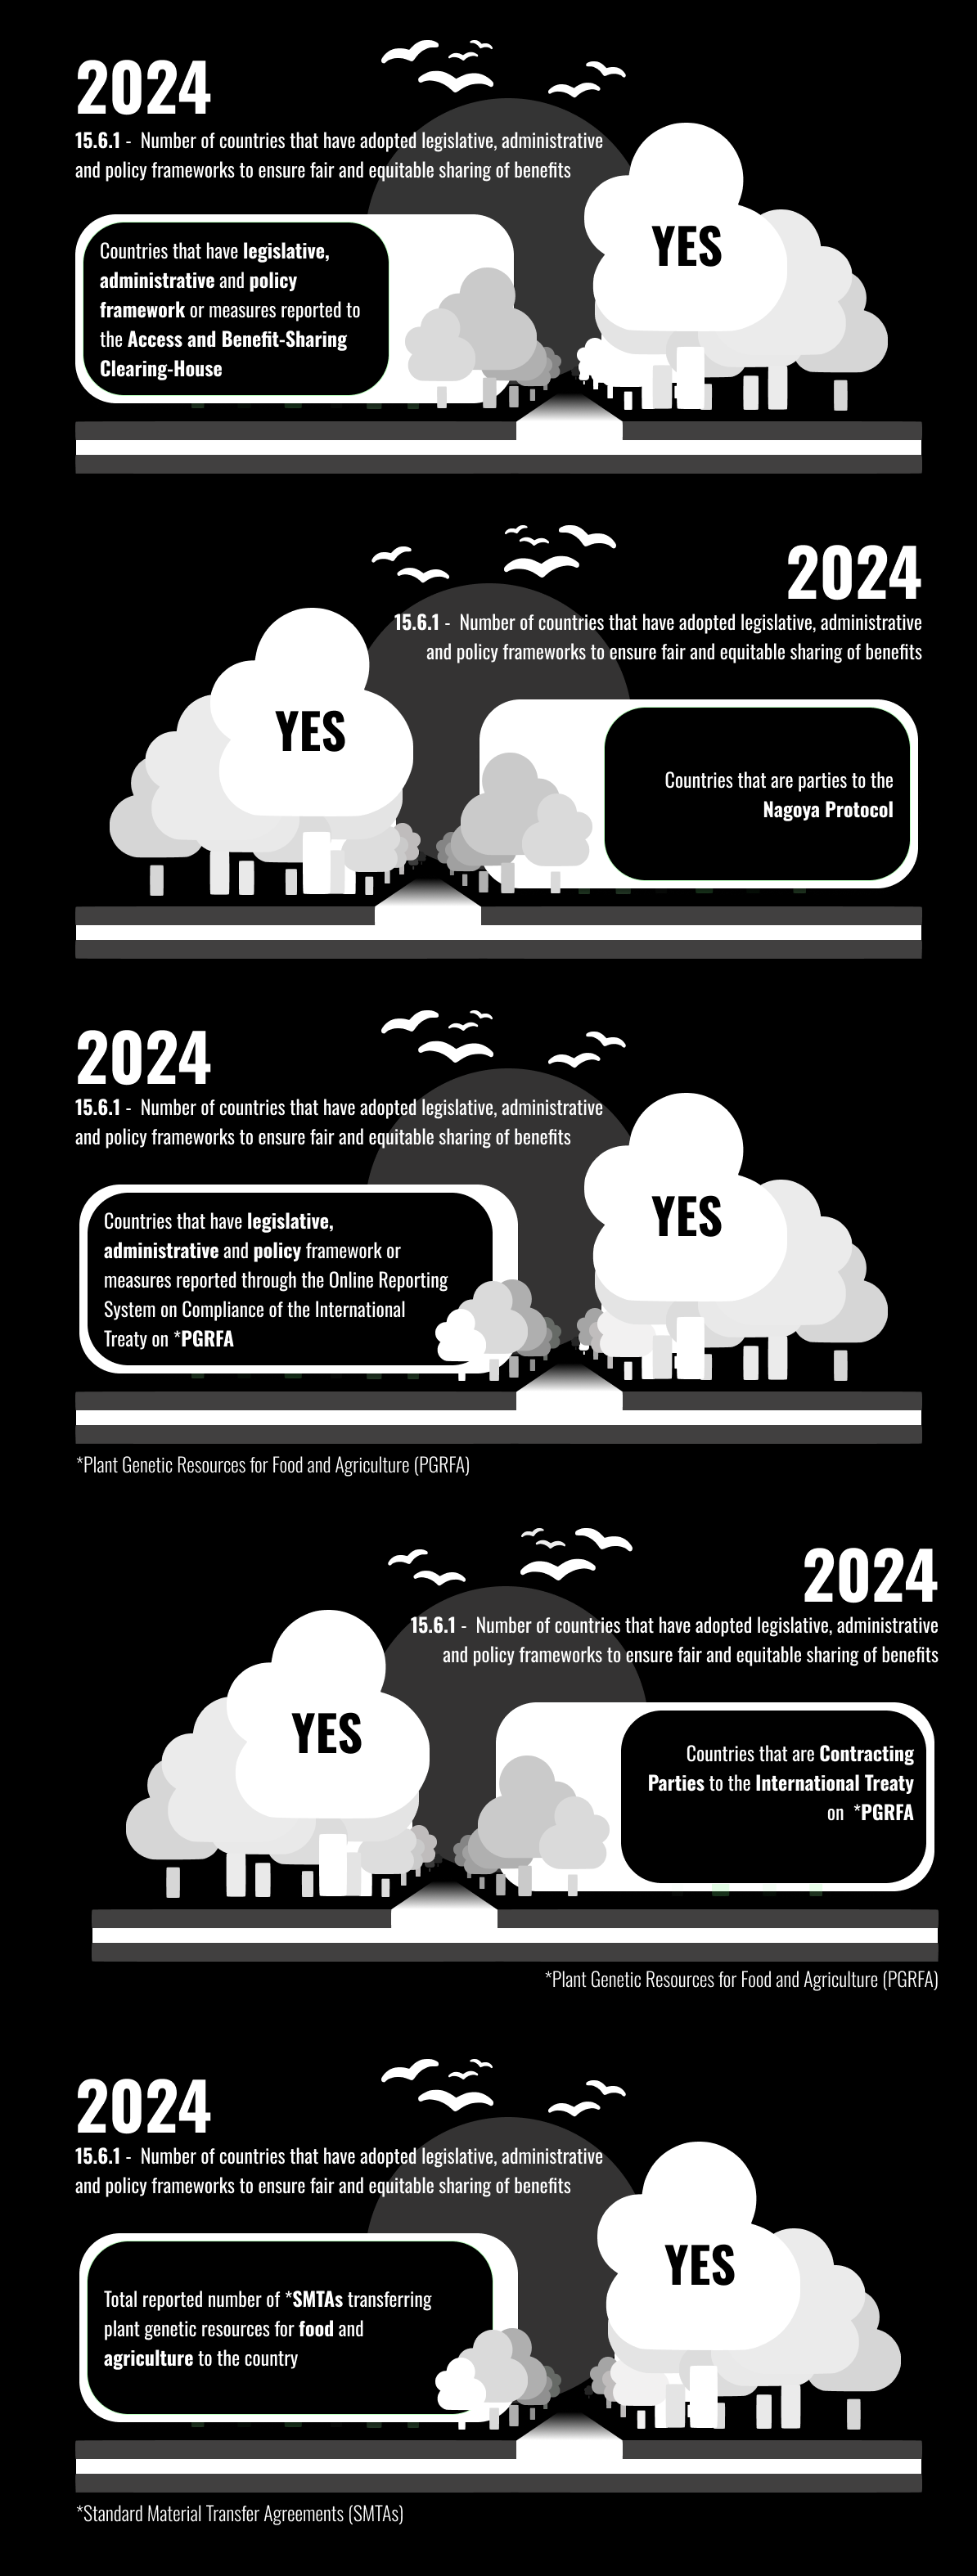 2024
15.6.1 - Number of countries that have adopted legislative, administrative
and policy frameworks to ensure fair and equitable sharing of benefits
Countries that have legislative,
administrative and policy
framework or measures reported to
the Access and Benefit-Sharing
Clearing-House
YES
2024
15.6.1 - Number of countries that have adopted legislative, administrative
and policy frameworks to ensure fair and equitable sharing of benefits
YES
Countries that are parties to the
Nagoya Protocol
2024
15.6.1 - Number of countries that have adopted legislative, administrative
and policy frameworks to ensure fair and equitable sharing of benefits
Countries that have legislative,
administrative and policy framework or
measures reported through the Online Reporting
System on Compliance of the International
Treaty on *PGRFA
YES
*Plant Genetic Resources for Food and Agriculture (PGRFA)
2024
15.6.1 - Number of countries that have adopted legislative, administrative
and policy frameworks to ensure fair and equitable sharing of benefits
YES
Countries that are Contracting
Parties to the International Treaty
on *PGRFA
*Plant Genetic Resources for Food and Agriculture (PGRFA)
2024
15.6.1 - Number of countries that have adopted legislative, administrative
and policy frameworks to ensure fair and equitable sharing of benefits
Total reported number of *SMTAs transferring
plant genetic resources for food and
agriculture to the country
YES
*Standard Material Transfer Agreements (SMTAs)